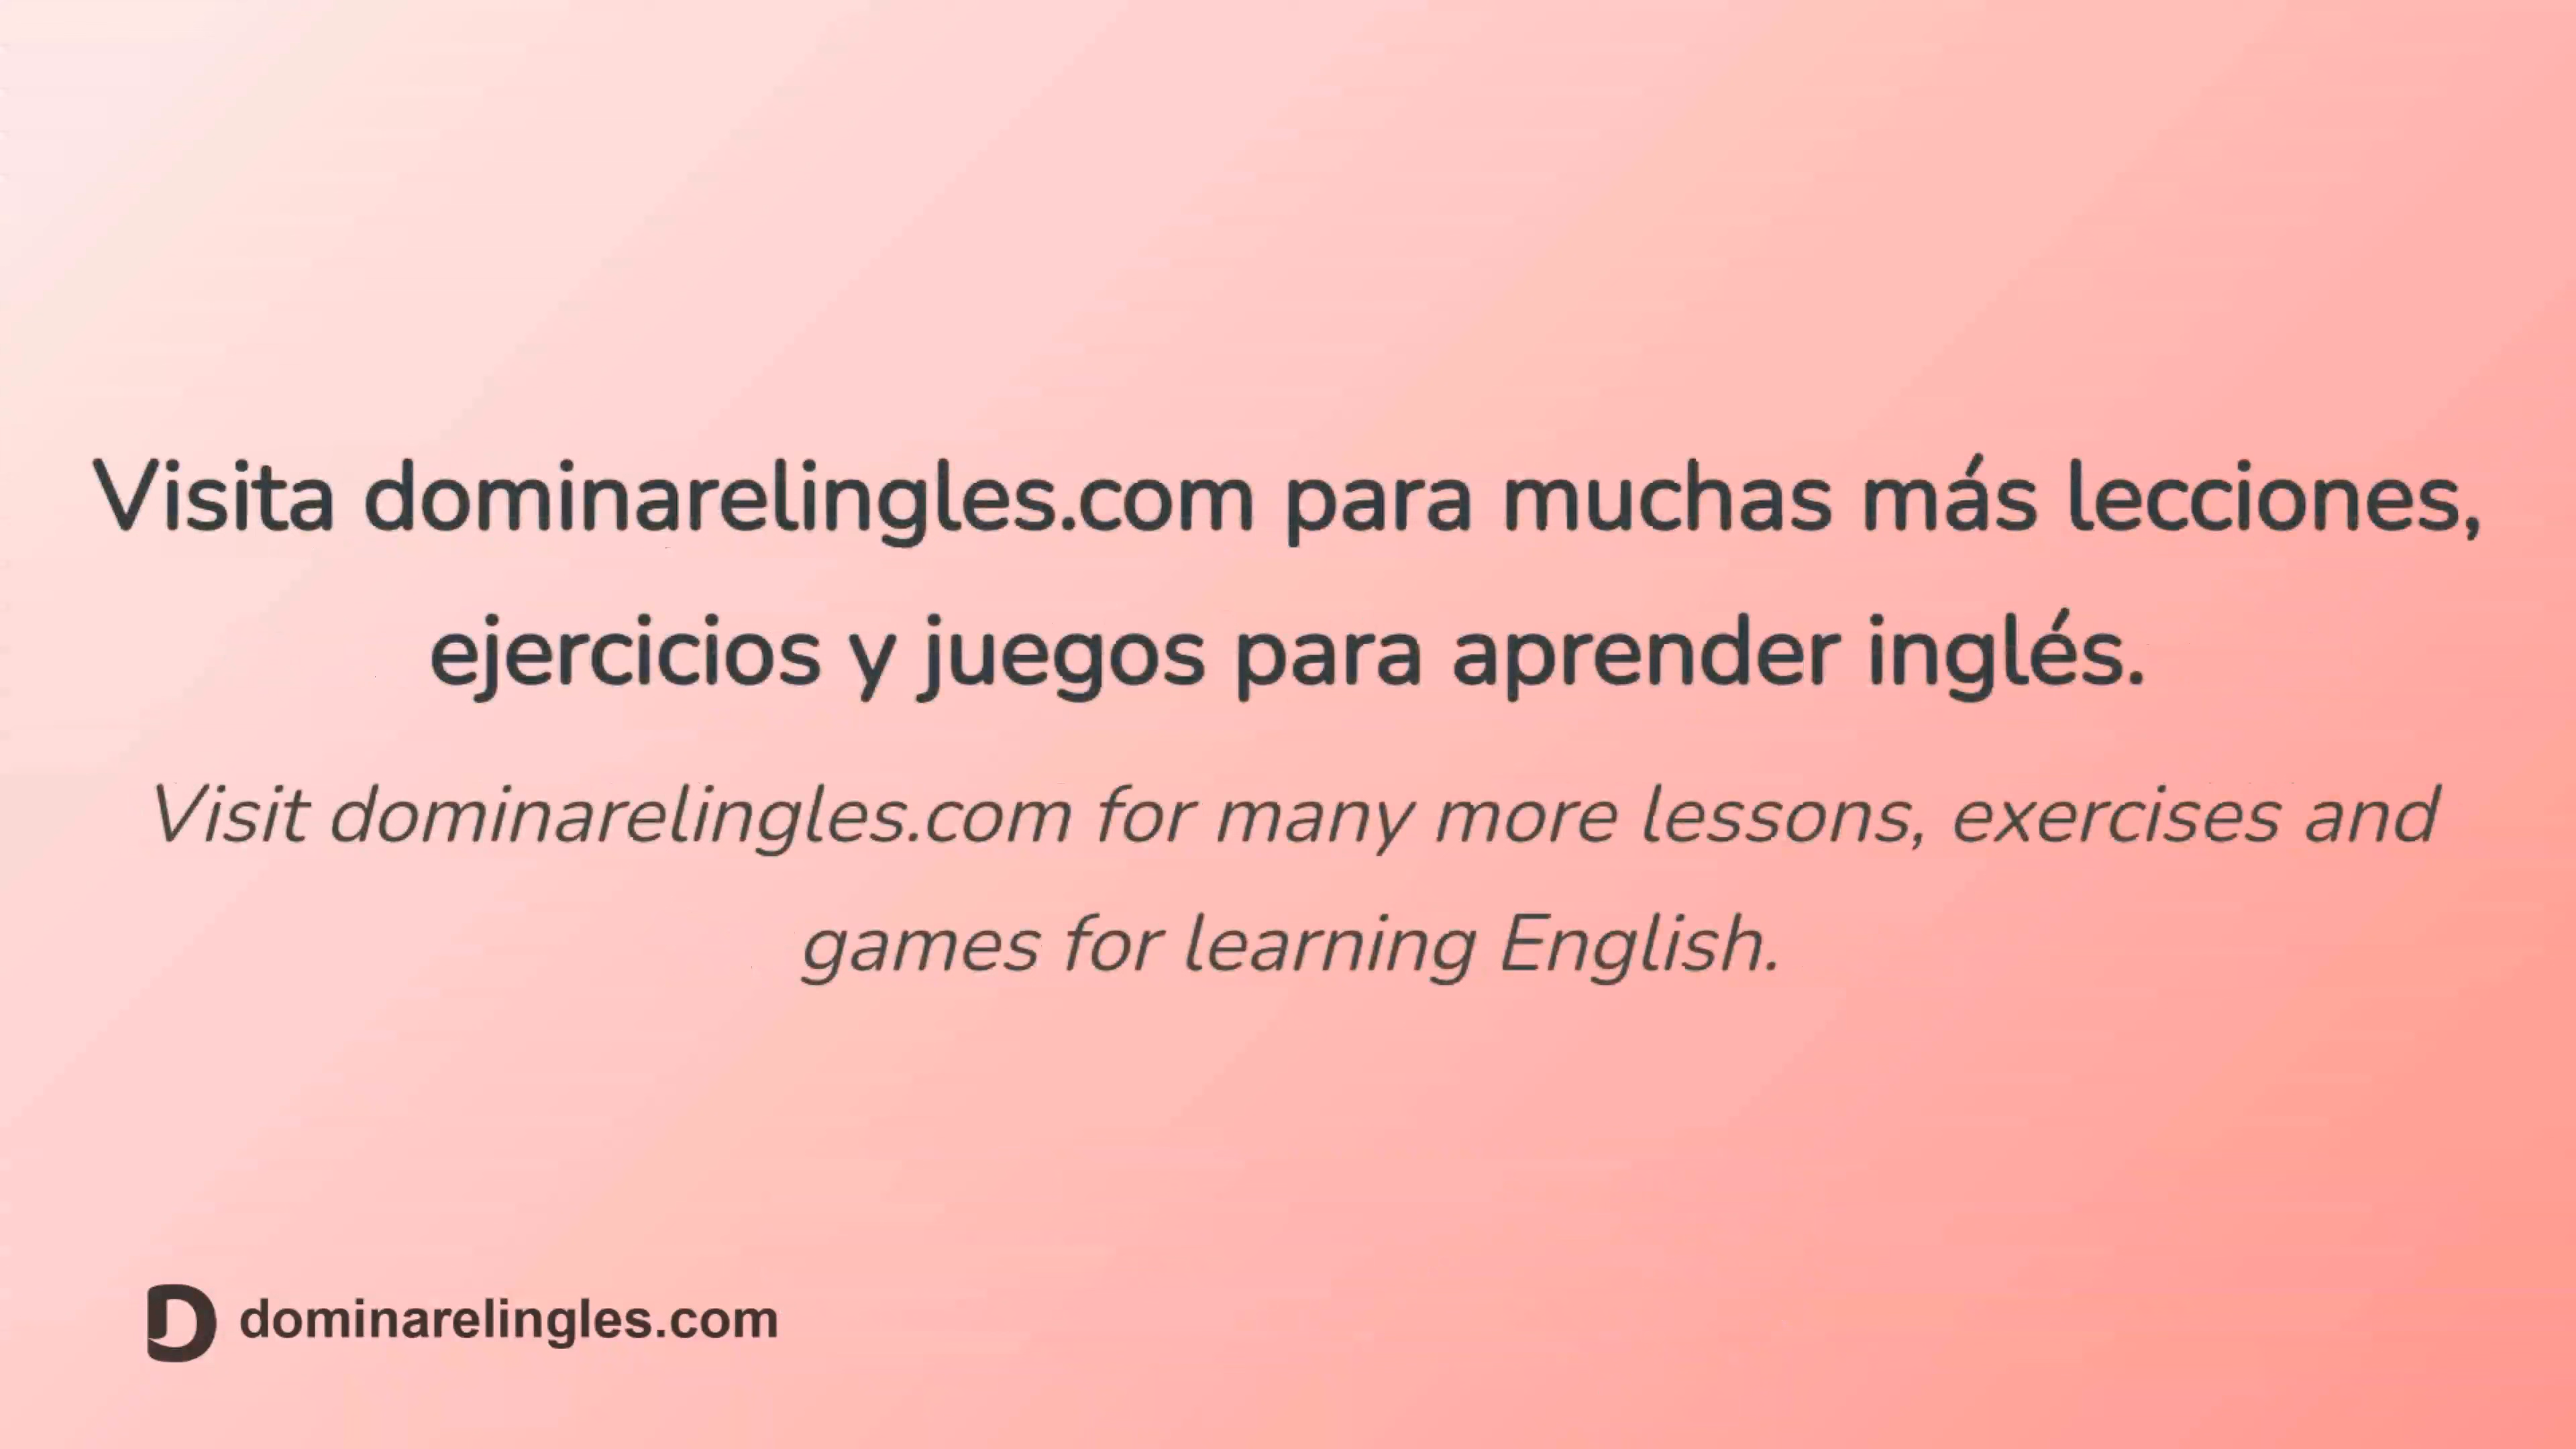 Visita dominarelingles.com para muchas más lecciones,
ejercicios y juegos para aprender inglés.
Visit dominarelingles.com for many more lessons, exercises and
games for learning English.
D dominarelingles.com